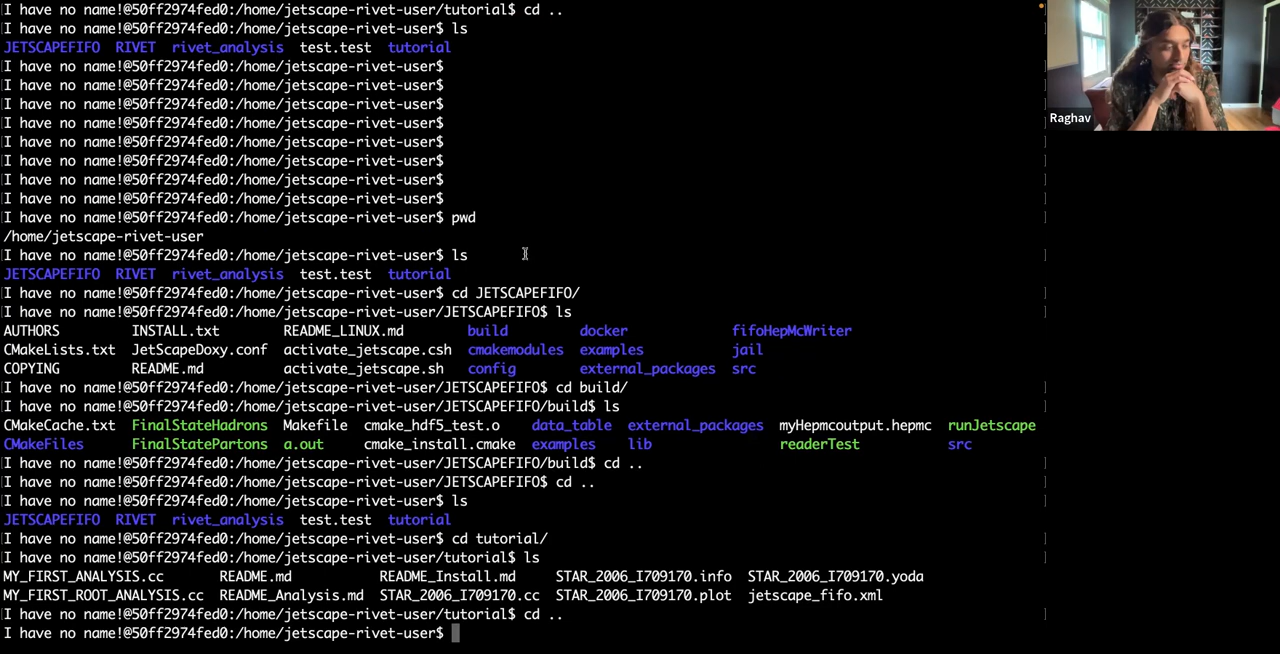 I have no name!@50ff2974fed0:/home/jetscape-rivet-user/tutorial$ cd ..
I have no name!@50ff2974fed0:/home/jetscape-rivet-user$ ls
JETSCAPEFIFO RIVET rivet_analysis test.test tutorial
I have no name!@50ff2974fed0:/home/jetscape-rivet-user$
I have no name!@50ff2974fed0:/home/jetscape-rivet-user$
I have no name!@50ff2974fed0:/home/jetscape-rivet-user$
I have no name!@50ff2974fed0:/home/jetscape-rivet-user$
I have no name!@50ff2974fed0:/home/jetscape-rivet-user$
I have no name!@50ff2974fed0:/home/jetscape-rivet-user$
I have no name!@50ff2974fed0:/home/jetscape-rivet-user$
I have no name!@50ff2974fed0:/home/jetscape-rivet-user$
I have no name!@50ff2974fed0:/home/jetscape-rivet-user$ pwd
/home/jetscape-rivet-user
I have no name!@50ff2974fed0:/home/jetscape-rivet-user$ ls
JETSCAPEFIFO RIVET rivet_analysis test.test tutorial
I have no name!@50ff2974fed0:/home/jetscape-rivet-user$ cd JETSCAPEFIFO/
I have no name!@50ff2974fed0:/home/jetscape-rivet-user/JETSCAPEFIFO$ ls
AUTHORS INSTALL.txt README_LINUX.md build docker fifoHepMcWriter
CMakeLists.txt JetScapeDoxy.conf activate_jetscape.csh cmakemodules examples jail
COPYING README.md activate_jetscape.sh config external_packages src
I have no name!@50ff2974fed0:/home/jetscape-rivet-user/JETSCAPEFIFO$ cd build/
I have no name!@50ff2974fed0:/home/jetscape-rivet-user/JETSCAPEFIFO/build$ ls
CMakeCache.txt FinalStateHadrons Makefile cmake_hdf5_test.o data_table external_packages myHepmcoutput.hepmc runJetscape
CMakeFiles FinalStatePartons a.out cmake_install.cmake examples lib readerTest src
I have no name!@50ff2974fed0:/home/jetscape-rivet-user/JETSCAPEFIFO/build$ cd ..
I have no name!@50ff2974fed0:/home/jetscape-rivet-user/JETSCAPEFIFO$ cd ..
I have no name!@50ff2974fed0:/home/jetscape-rivet-user$ ls
JETSCAPEFIFO RIVET rivet_analysis test.test tutorial
I have no name!@50ff2974fed0:/home/jetscape-rivet-user$ cd tutorial/
I have no name!@50ff2974fed0:/home/jetscape-rivet-user/tutorial$ ls
MY_FIRST_ANALYSIS.cc README.md README_Install.md STAR_2006_I709170.info STAR_2006_I709170.yoda
MY_FIRST_ROOT_ANALYSIS.cc README_Analysis.md STAR_2006_I709170.cc STAR_2006_I709170.plot jetscape_fifo.xml
I have no name!@50ff2974fed0:/home/jetscape-rivet-user/tutorial$ cd ..
I have no name!@50ff2974fed0:/home/jetscape-rivet-user$
Raghav